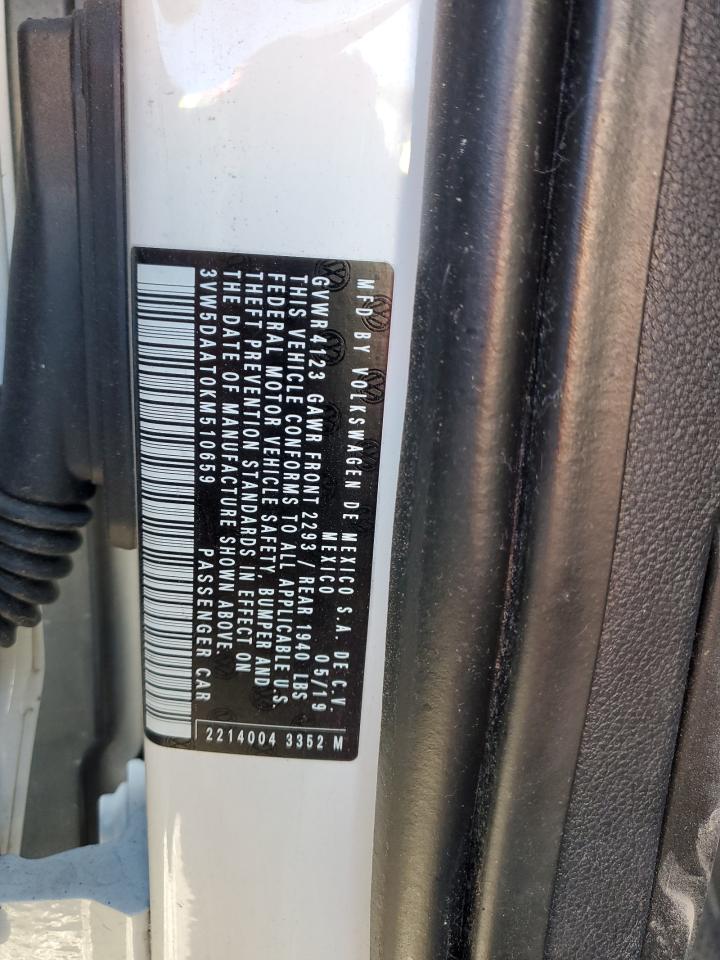 MFD BY VOLKSWAGEN DE MEXICO S.A. DE C.V.
MEXICO 05/19
GVWR 4123 GAWR FRONT 2293 / REAR 1940 LBS
THIS VEHICLE CONFORMS TO ALL APPLICABLE U.S.
FEDERAL MOTOR VEHICLE SAFETY, BUMPER AND
THEFT PREVENTION STANDARDS IN EFFECT ON
THE DATE OF MANUFACTURE SHOWN ABOVE.
3VW5DAAT0KM510659 PASSENGER CAR
2214004 3352 M